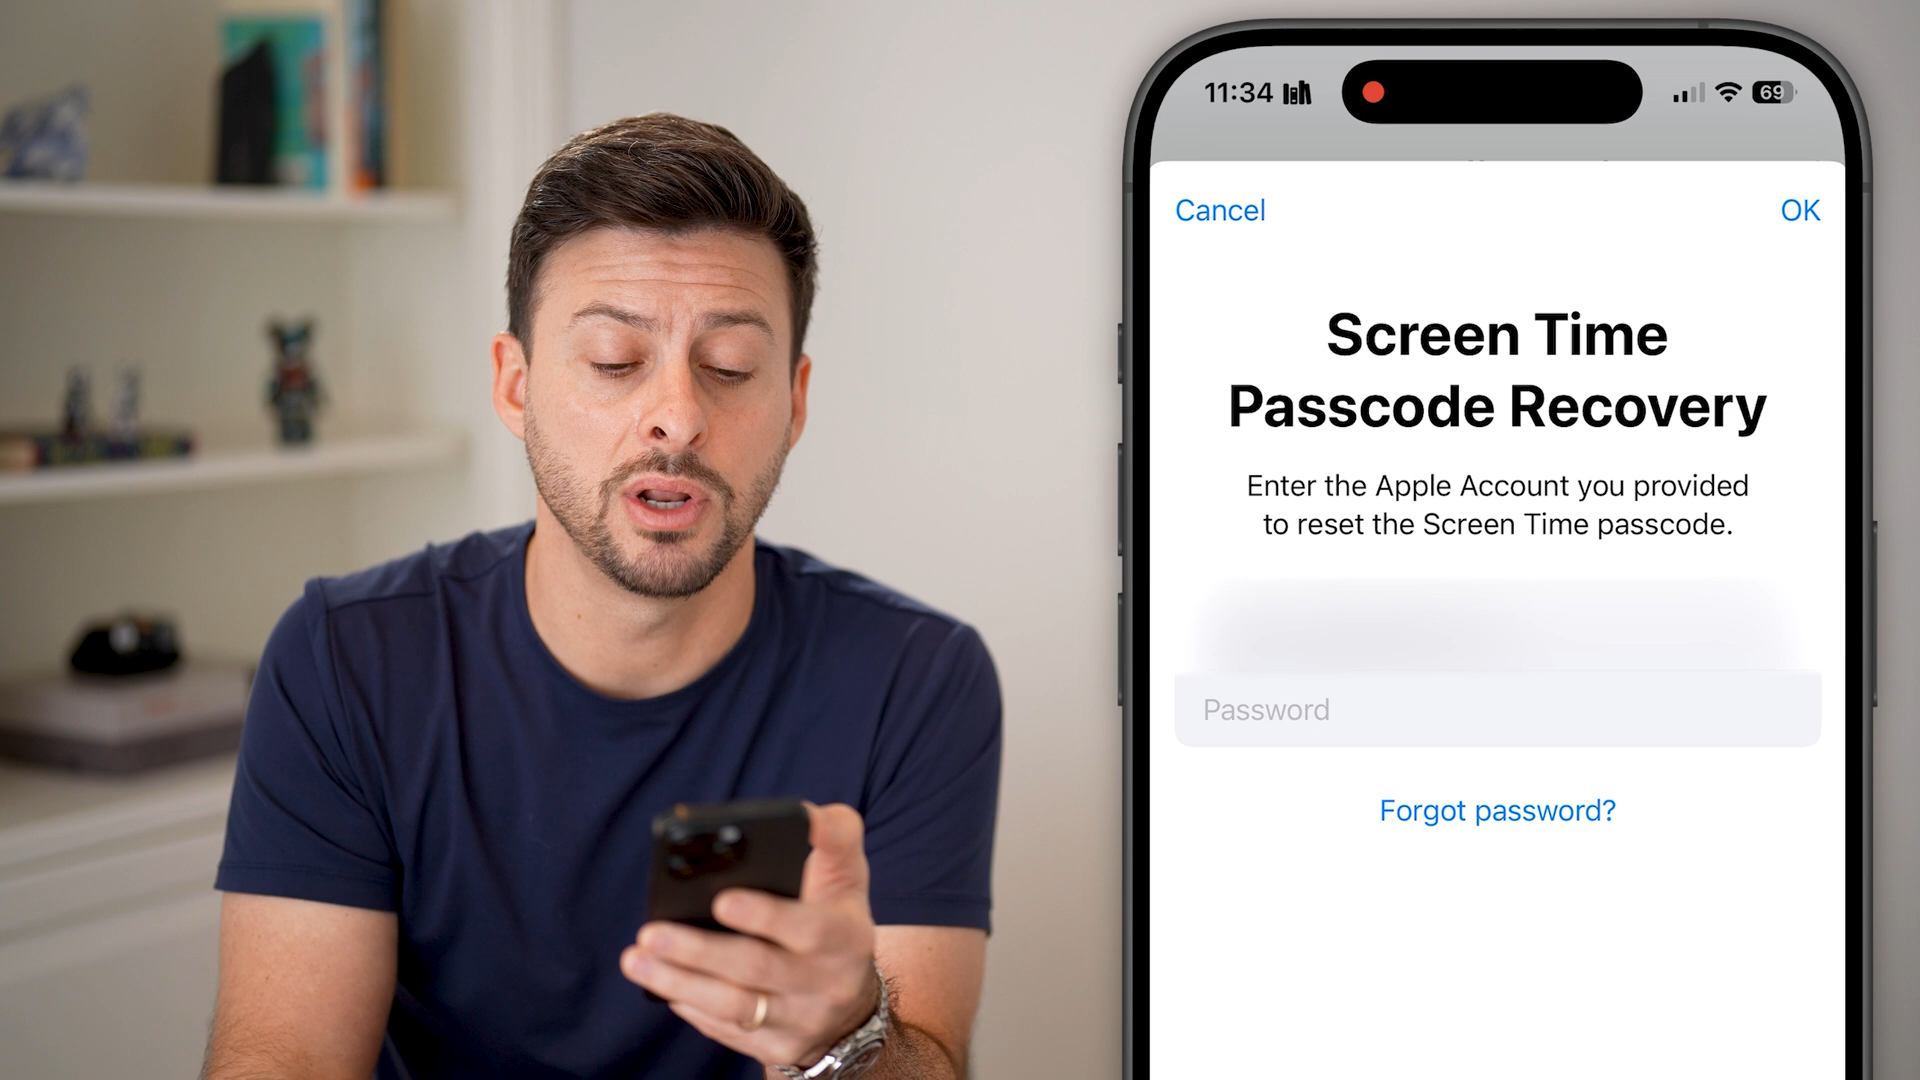 11:34
69
Cancel
OK
Screen Time
Passcode Recovery
Enter the Apple Account you provided
to reset the Screen Time passcode.
Password
Forgot password?